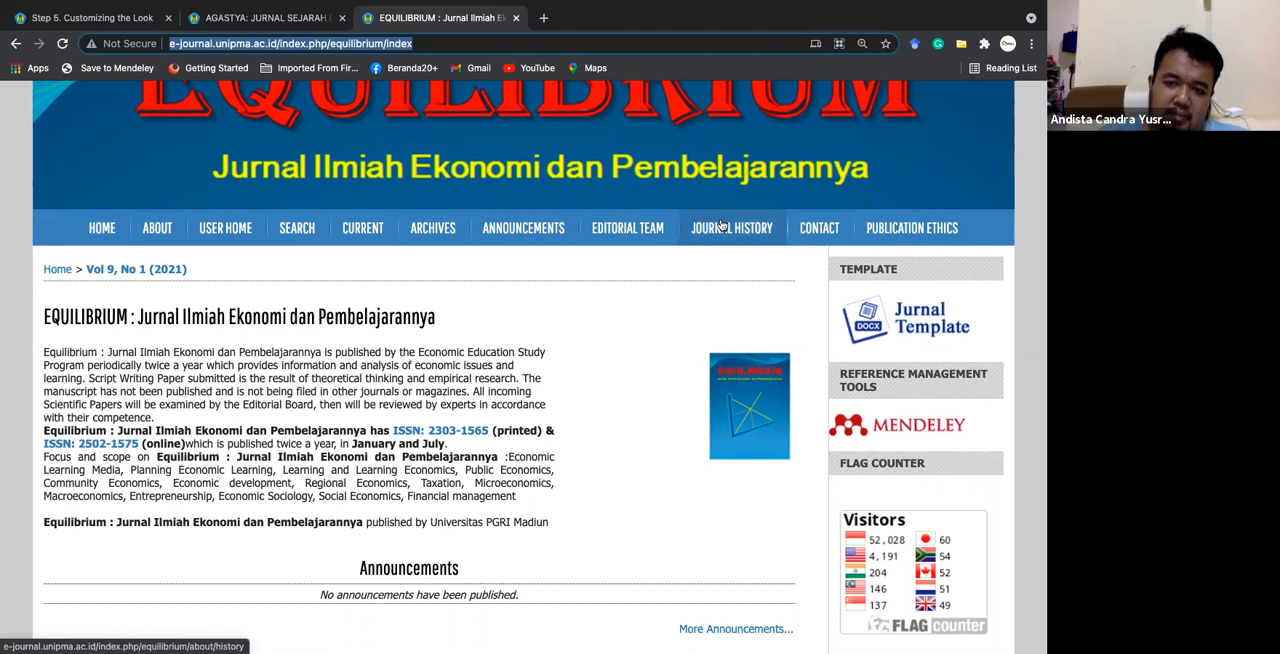 Step 5. Customizing the Look
AGASTYA: JURNAL SEJARAH D
EQUILIBRIUM : Jurnal Ilmiah E
Not Secure
e-journal.unipma.ac.id/index.php/equilibrium/index
Apps
Save to Mendeley
Getting Started
Imported From Fir...
Beranda20+
Gmail
YouTube
Maps
Reading List
Andista Candra Yusr...
EQUILIBRIUM
Jurnal Ilmiah Ekonomi dan Pembelajarannya
HOME ABOUT USER HOME SEARCH CURRENT ARCHIVES ANNOUNCEMENTS EDITORIAL TEAM JOURNAL HISTORY CONTACT PUBLICATION ETHICS
Home > Vol 9, No 1 (2021)
EQUILIBRIUM : Jurnal Ilmiah Ekonomi dan Pembelajarannya
Equilibrium : Jurnal Ilmiah Ekonomi dan Pembelajarannya is published by the Economic Education Study
Program periodically twice a year which provides information and analysis of economic issues and
learning. Script Writing Paper submitted is the result of theoretical thinking and empirical research. The
manuscript has not been published and is not being filed in other journals or magazines. All incoming
Scientific Papers will be examined by the Editorial Board, then will be reviewed by experts in accordance
with their competence.
Equilibrium : Jurnal Ilmiah Ekonomi dan Pembelajarannya has ISSN: 2303-1565 (printed) &
ISSN: 2502-1575 (online)which is published twice a year, in January and July.
Focus and scope on Equilibrium : Jurnal Ilmiah Ekonomi dan Pembelajarannya :Economic
Learning Media, Planning Economic Learning, Learning and Learning Economics, Public Economics,
Community Economics, Economic development, Regional Economics, Taxation, Microeconomics,
Macroeconomics, Entrepreneurship, Economic Sociology, Social Economics, Financial management
Equilibrium : Jurnal Ilmiah Ekonomi dan Pembelajarannya published by Universitas PGRI Madiun
EQUILIBRIUM
Announcements
No announcements have been published.
More Announcements...
TEMPLATE
DOCX
Jurnal
Template
REFERENCE MANAGEMENT
TOOLS
MENDELEY
FLAG COUNTER
Visitors
52,028 60
4,191 54
204 52
146 51
137 49
FLAG counter
e-journal.unipma.ac.id/index.php/equilibrium/about/history